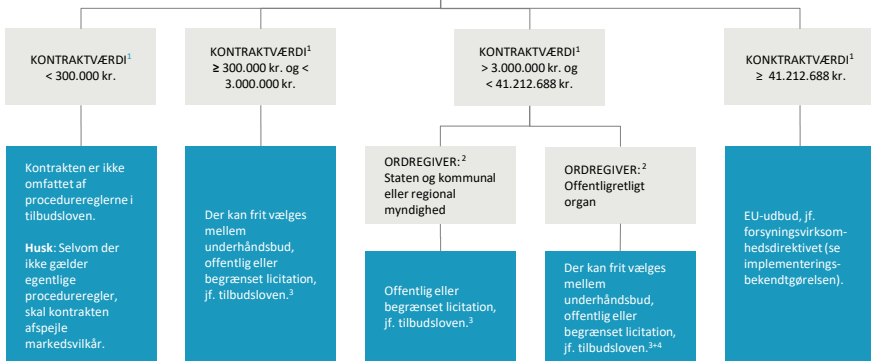 KONTRAKTVÆRDI¹
< 300.000 kr.
Kontrakten er ikke
omfattet af
procedurereglerne i
tilbudsloven.
Husk: Selvom der
ikke gælder
egentlige
procedureregler,
skal kontrakten
afspejle
markedsvilkår.
KONTRAKTVÆRDI¹
≥ 300.000 kr. og <
3.000.000 kr.
Der kan frit vælges
mellem
underhåndsbud,
offentlig eller
begrænset licitation,
jf. tilbudsloven.³
KONTRAKTVÆRDI¹
> 3.000.000 kr. og
< 41.212.688 kr.
ORDREGIVER:²
Staten og kommunal
eller regional
myndighed
Offentlig eller
begrænset licitation,
jf. tilbudsloven.³
ORDREGIVER:²
Offentligretligt
organ
Der kan frit vælges
mellem
underhåndsbud,
offentlig eller
begrænset licitation,
jf. tilbudsloven.³⁺⁴
KONKTRAKTVÆRDI¹
≥ 41.212.688 kr.
EU-udbud, jf.
forsyningsvirksom-
hedsdirektivet (se
implementerings-
bekendtgørelsen).